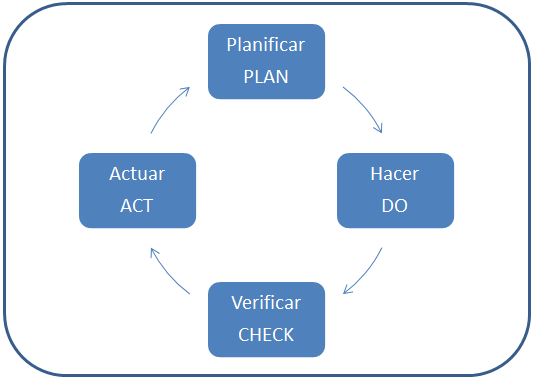 Planificar
PLAN
Hacer
DO
Verificar
CHECK
Actuar
ACT